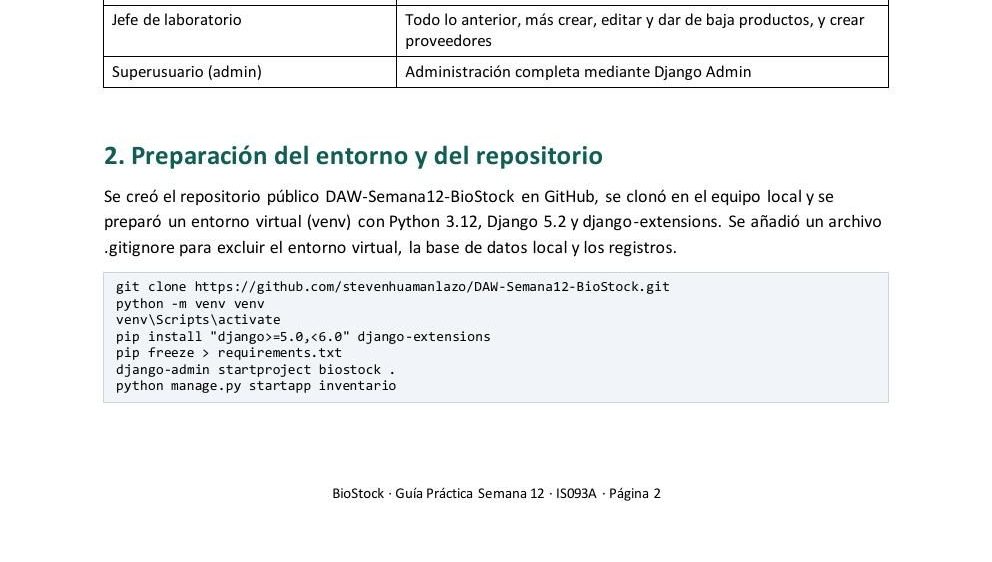 Jefe de laboratorio
Todo lo anterior, más crear, editar y dar de baja productos, y crear
proveedores
Superusuario (admin)
Administración completa mediante Django Admin
2. Preparación del entorno y del repositorio
Se creó el repositorio público DAW-Semana12-BioStock en GitHub, se clonó en el equipo local y se
preparó un entorno virtual (venv) con Python 3.12, Django 5.2 y django-extensions. Se añadió un archivo
.gitignore para excluir el entorno virtual, la base de datos local y los registros.
git clone https://github.com/stevenhuamanlazo/DAW-Semana12-BioStock.git
python -m venv venv
venv\Scripts\activate
pip install "django>=5.0,<6.0" django-extensions
pip freeze > requirements.txt
django-admin startproject biostock .
python manage.py startapp inventario
BioStock · Guía Práctica Semana 12 · IS093A · Página 2